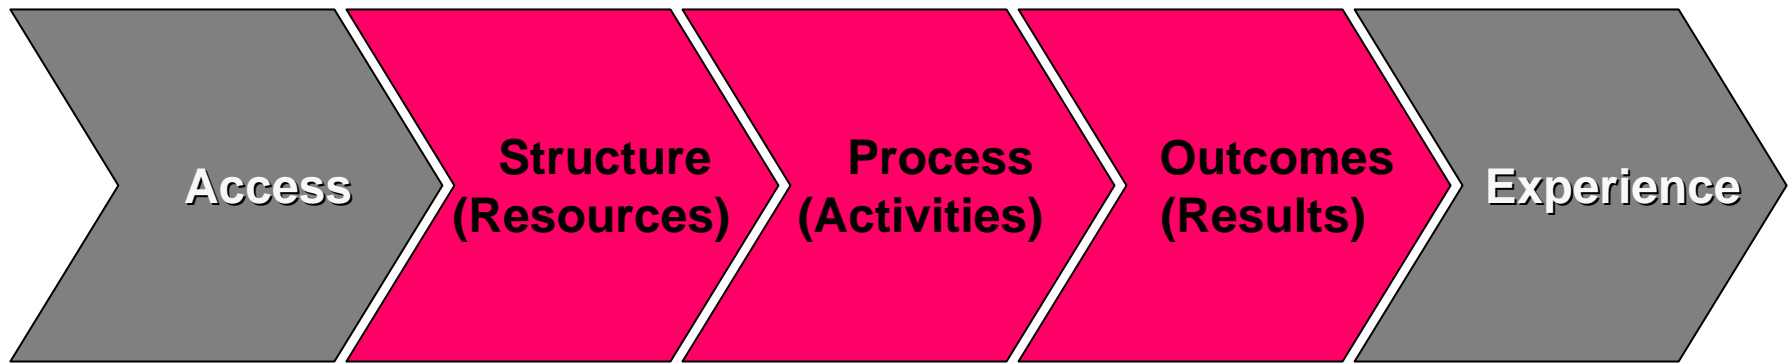 Access
Structure
(Resources)
Process
(Activities)
Outcomes
(Results)
Experience